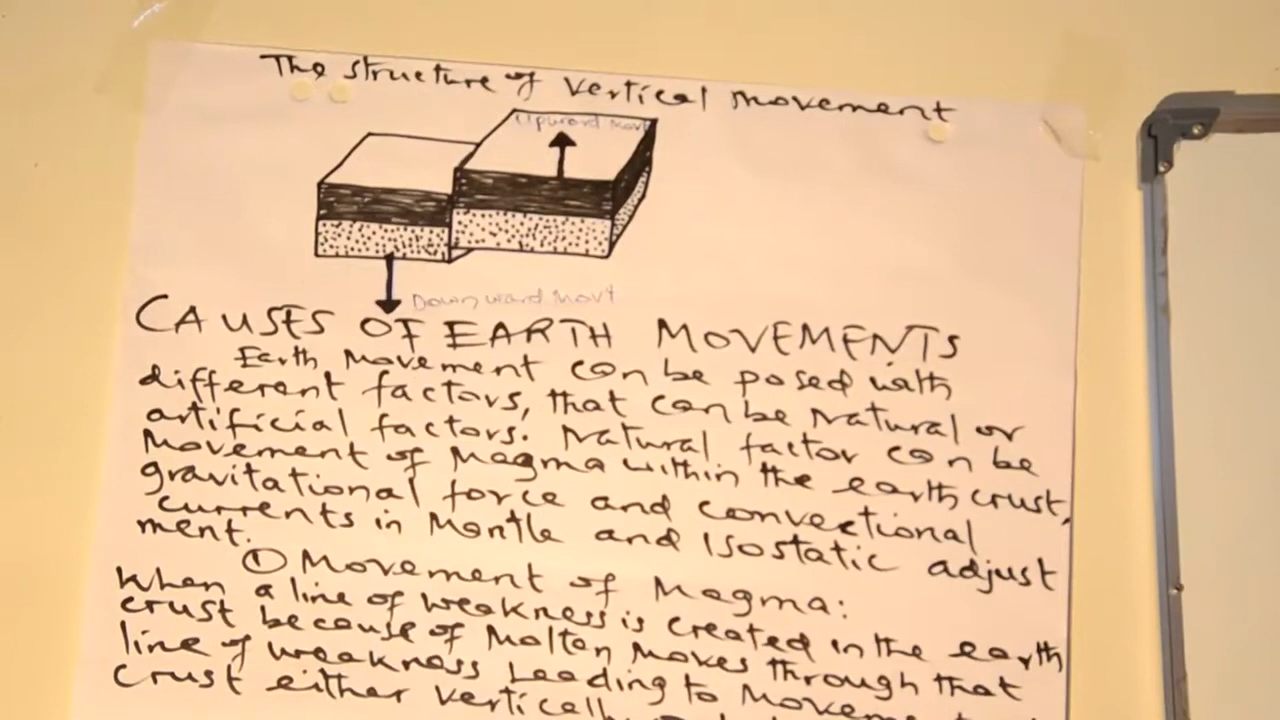 The structure of Vertical movement
Upward Mov
Downward Mov't
CAUSES OF EARTH MOVEMENTS
Earth Movement can be posed with
different factors, that can be Natural or
artificial factors. Natural factor can be
Movement of Magma within the earth crust,
gravitational force and convectional
currents in Mantle and Isostatic adjust
ment.
① Movement of Magma:
When a line of weakness is created in the earth
crust because of Molten Moves through that
line of weakness Leading to Movement
Crust either vertically